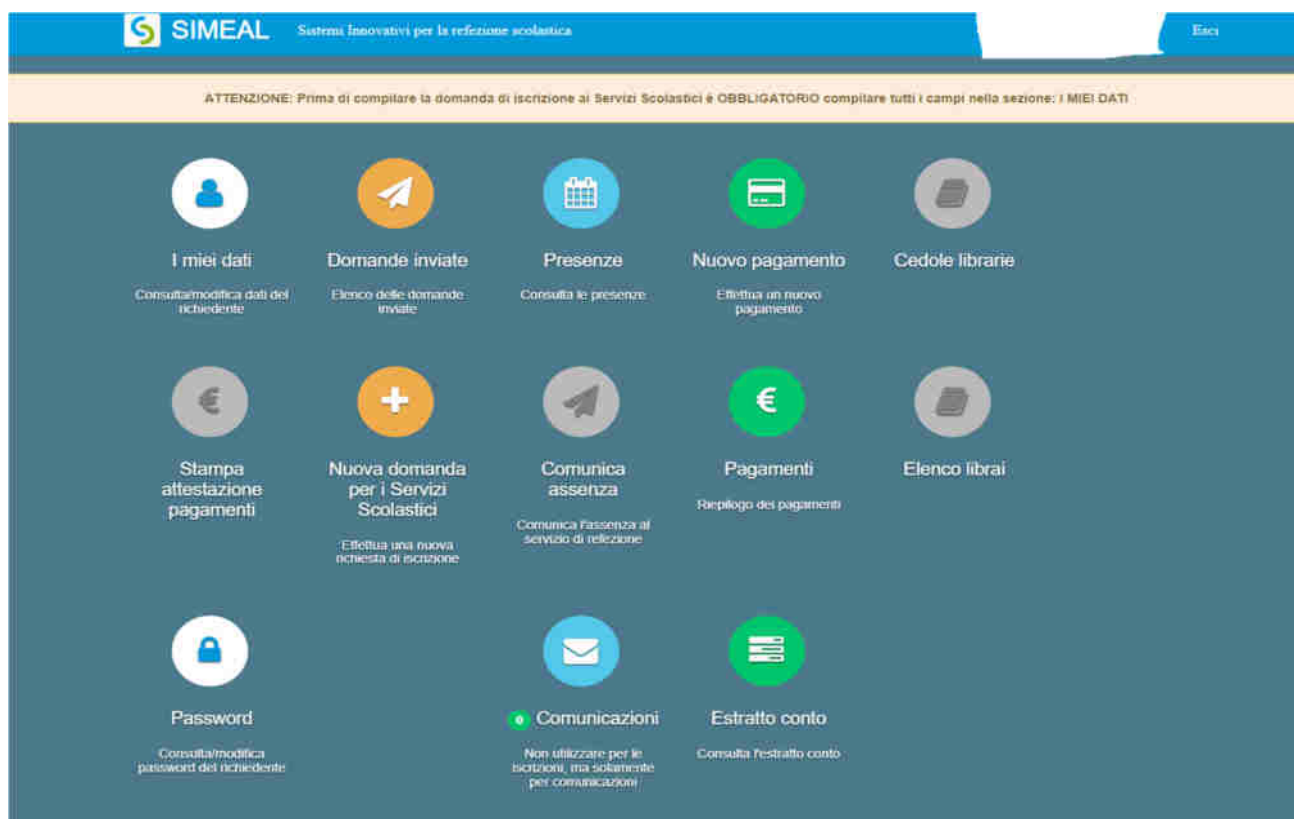 SIMEAL
Sistemi Innovativi per la refezione scolastica
Esci
ATTENZIONE: Prima di compilare la domanda di iscrizione ai Servizi Scolastici è OBBLIGATORIO compilare tutti i campi nella sezione: I MIEI DATI
I miei dati
Consulta/modifica dati del
richiedente
Domande inviate
Elenco delle domande
inviate
Presenze
Consulta le presenze
Nuovo pagamento
Effettua un nuovo
pagamento
Cedole librarie
Stampa
attestazione
pagamenti
Nuova domanda
per i Servizi
Scolastici
Effettua una nuova
richiesta di iscrizione
Comunica
assenza
Comunica l'assenza al
servizio di refezione
Pagamenti
Riepilogo dei pagamenti
Elenco librai
Password
Consulta/modifica
password del richiedente
0 Comunicazioni
Non utilizzare per le
iscrizioni, ma solamente
per comunicazioni
Estratto conto
Consulta l'estratto conto